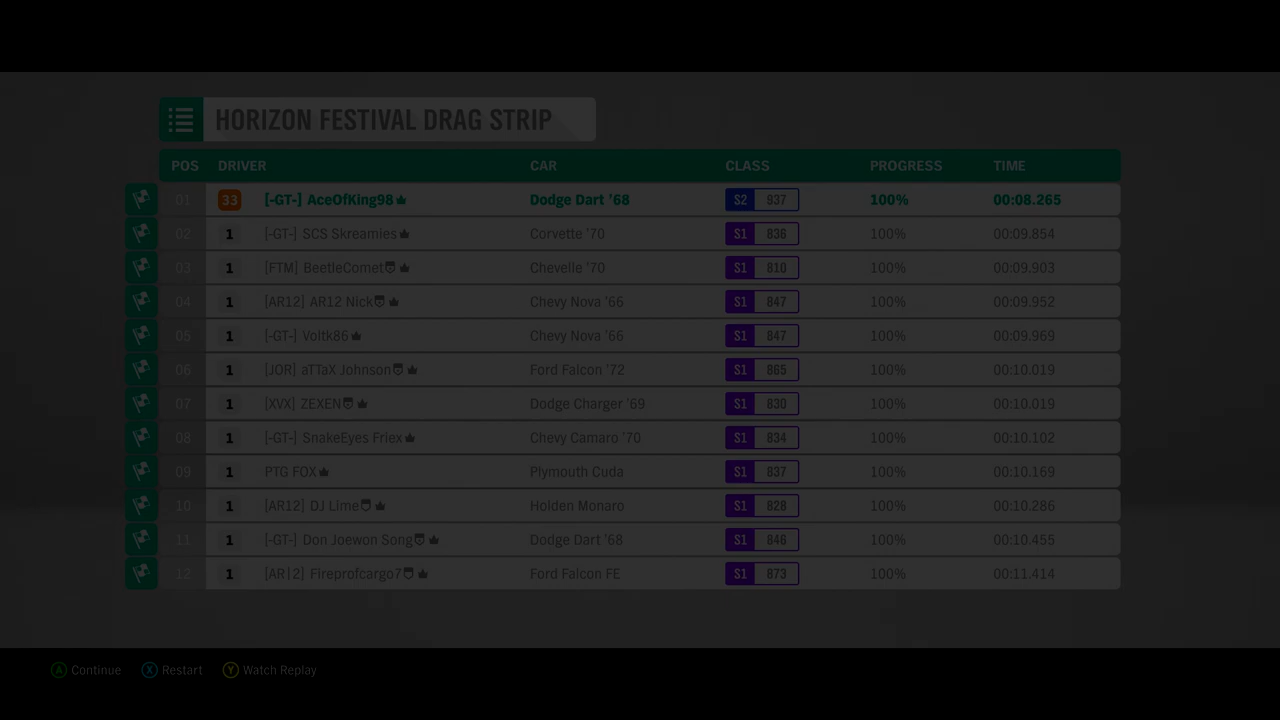 HORIZON FESTIVAL DRAG STRIP
POS DRIVER CAR CLASS PROGRESS TIME
01 33 [-GT-] AceOfKing98 Dodge Dart '68 S2 937 100% 00:08.265
02 1 [-GT-] SCS Skreamies Corvette '70 S1 836 100% 00:09.854
03 1 [FTM] BeetleComet Chevelle '70 S1 810 100% 00:09.903
04 1 [AR12] AR12 Nick Chevy Nova '66 S1 847 100% 00:09.952
05 1 [-GT-] Voltk86 Chevy Nova '66 S1 847 100% 00:09.969
06 1 [JOR] aTTaX Johnson Ford Falcon '72 S1 865 100% 00:10.019
07 1 [XVX] ZEXEN Dodge Charger '69 S1 830 100% 00:10.019
08 1 [-GT-] SnakeEyes Friex Chevy Camaro '70 S1 834 100% 00:10.102
09 1 PTG FOX Plymouth Cuda S1 837 100% 00:10.169
10 1 [AR12] DJ Lime Holden Monaro S1 828 100% 00:10.286
11 1 [-GT-] Don Joewon Song Dodge Dart '68 S1 846 100% 00:10.455
12 1 [AR|2] Fireprofcargo7 Ford Falcon FE S1 873 100% 00:11.414
A Continue X Restart Y Watch Replay